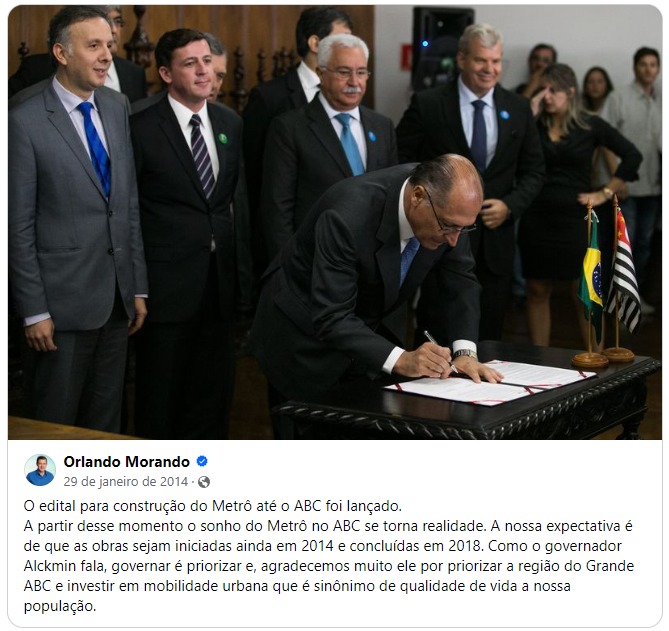 Orlando Morando
29 de janeiro de 2014 ·
O edital para construção do Metrô até o ABC foi lançado.
A partir desse momento o sonho do Metrô no ABC se torna realidade. A nossa expectativa é
de que as obras sejam iniciadas ainda em 2014 e concluídas em 2018. Como o governador
Alckmin fala, governar é priorizar e, agradecemos muito ele por priorizar a região do Grande
ABC e investir em mobilidade urbana que é sinônimo de qualidade de vida a nossa
população.